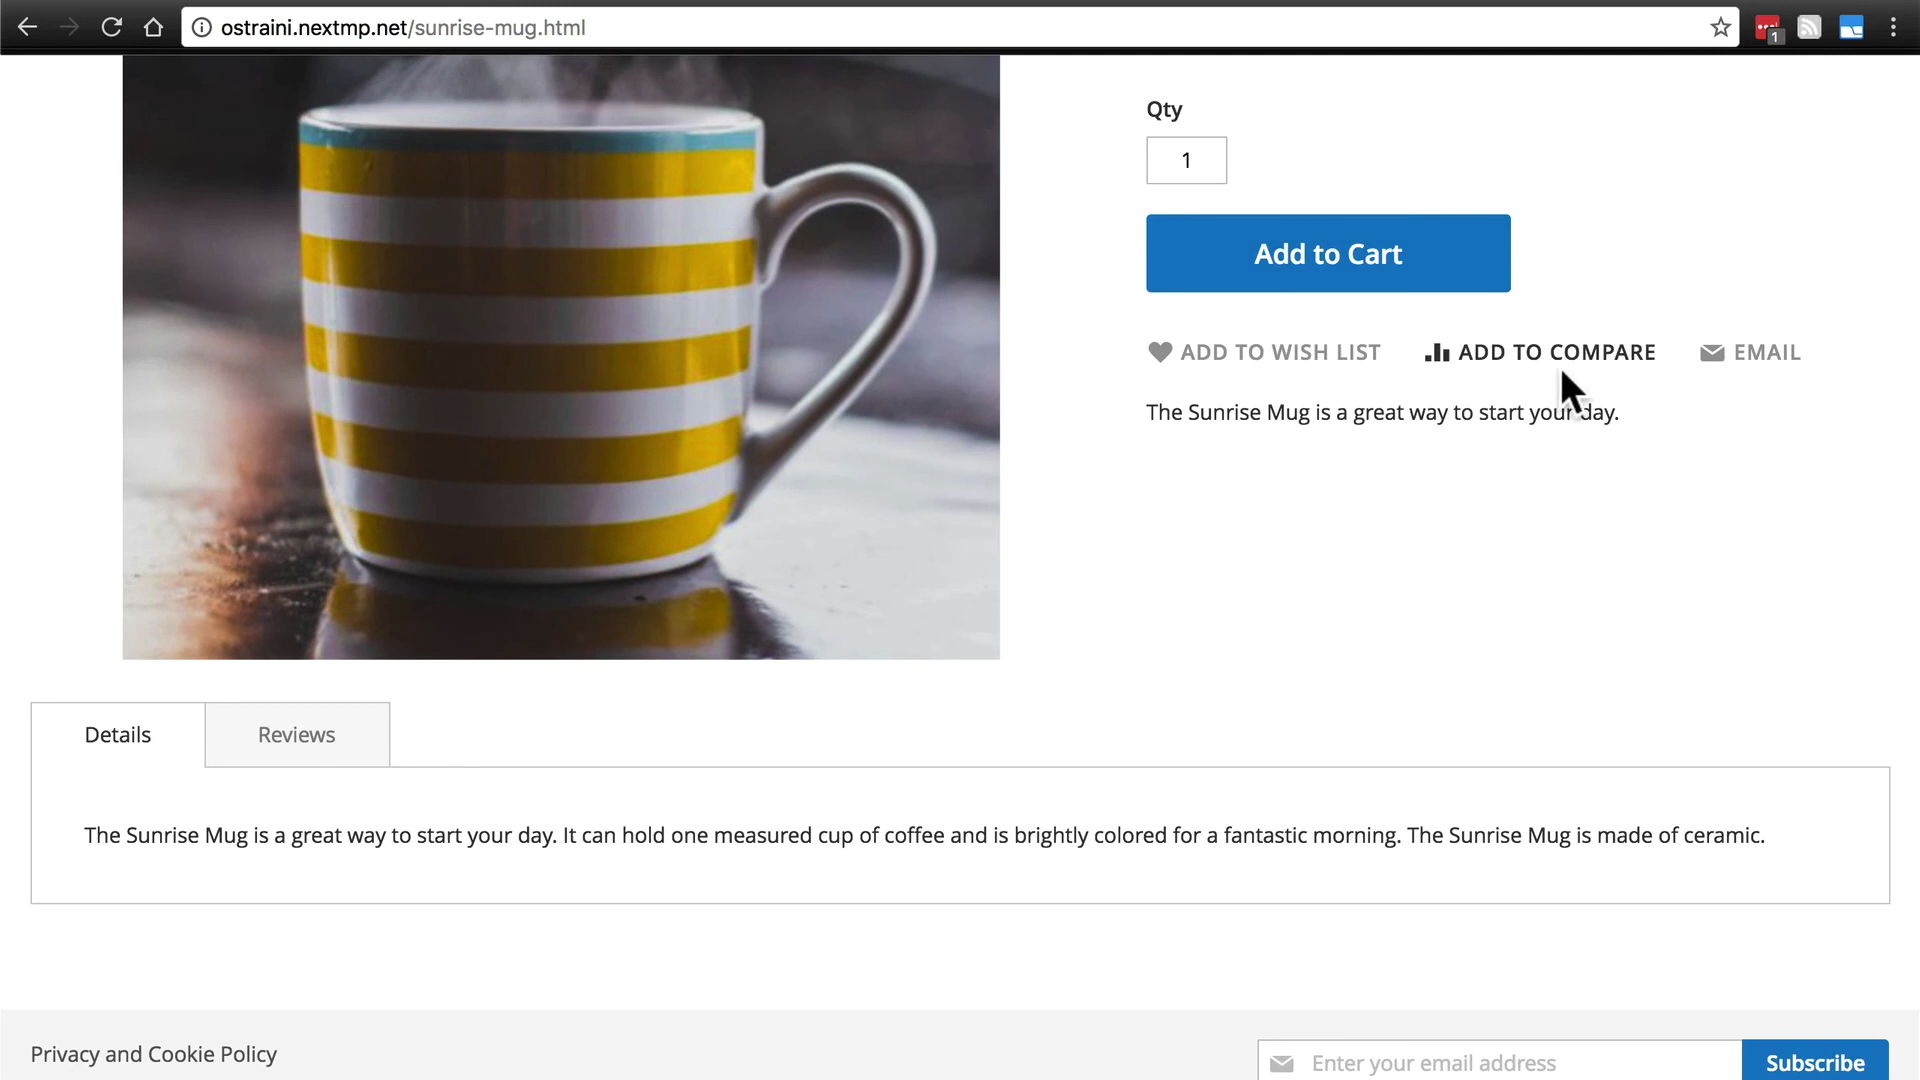 ostraini.nextmp.net/sunrise-mug.html
1
Qty
1
Add to Cart
ADD TO WISH LIST ADD TO COMPARE EMAIL
The Sunrise Mug is a great way to start your day.
Details Reviews
The Sunrise Mug is a great way to start your day. It can hold one measured cup of coffee and is brightly colored for a fantastic morning. The Sunrise Mug is made of ceramic.
Privacy and Cookie Policy
Enter your email address Subscribe